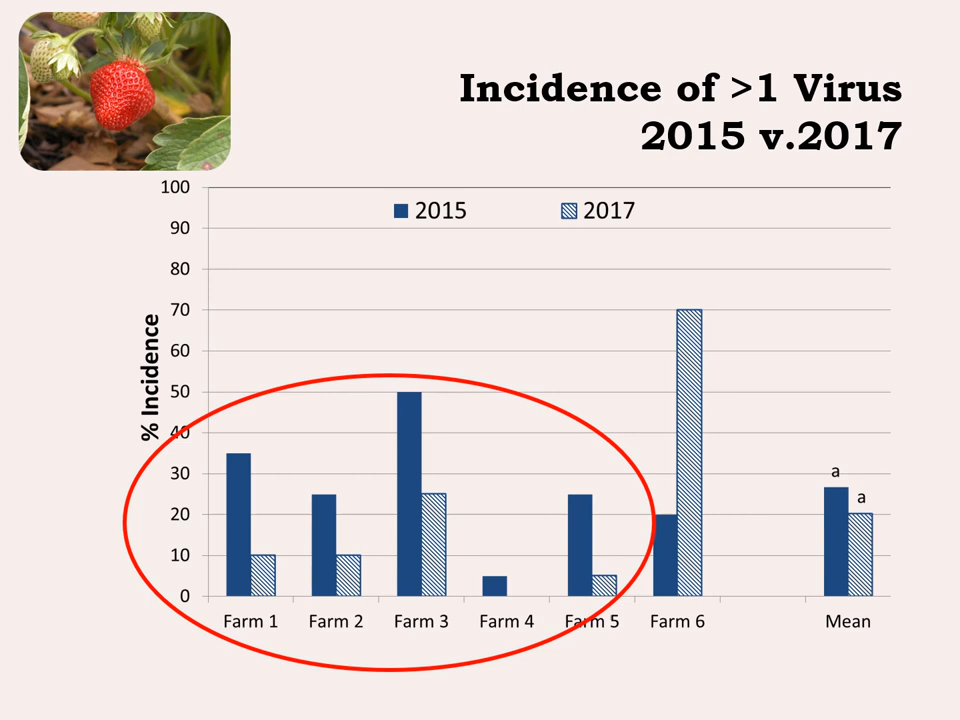 Incidence of >1 Virus
2015 v.2017
100
90
80
70
60
50
40
30
20
10
0
% Incidence
2015
2017
a
a
Farm 1
Farm 2
Farm 3
Farm 4
Farm 5
Farm 6
Mean